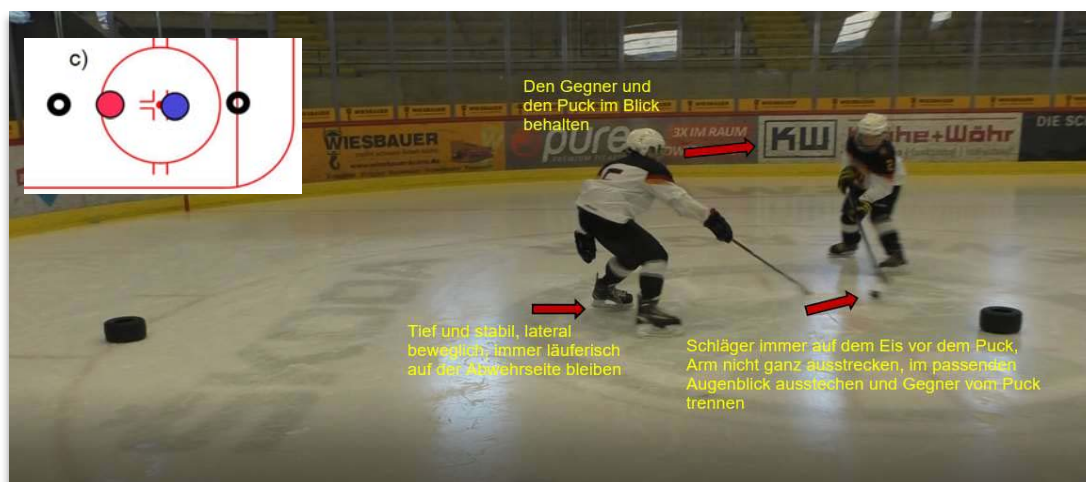 c)
Den Gegner und
den Puck im Blick
behalten
WIESBAUER
pure
3X IM RAUM
KW
DIE SC
Tief und stabil, lateral
beweglich, immer läuferisch
auf der Abwehrseite bleiben
Schläger immer auf dem Eis vor dem Puck,
Arm nicht ganz ausstrecken, im passenden
Augenblick ausstechen und Gegner vom Puck
trennen